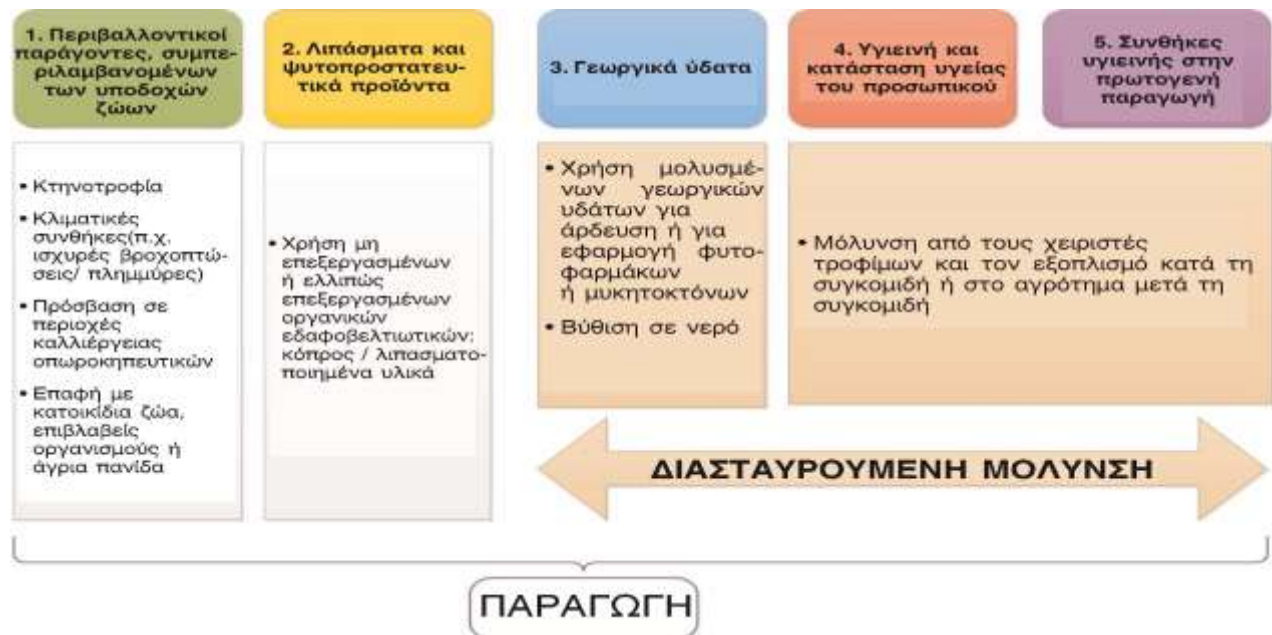 1. Περιβαλλοντικοί
παράγοντες, συμπε-
ριλαμβανομένων
των υποδοχών
ζώων
2. Λιπάσματα και
ψυτοπροστατευ-
τικά προϊόντα
3. Γεωργικά ύδατα
4. Υγιεινή και
κατάσταση υγείας
του προσωπικού
5. Συνθήκες
υγιεινής στην
πρωτογενή
παραγωγή
• Κτηνοτροφία
• Κλιματικές
συνθήκες(π.χ.
ισχυρές βροχοπτώ-
σεις/ πλημμύρες)
• Πρόσβαση σε
περιοχές
καλλιέργειας
οπωροκηπευτικών
• Επαφή με
κατοικίδια ζώα,
επιβλαβείς
οργανισμούς ή
άγρια πανίδα
• Χρήση μη
επεξεργασμένων
ή ελλιπώς
επεξεργασμένων
οργανικών
εδαφοβελτιωτικών:
κόπρος / λιπασματο-
ποιημένα υλικά
• Χρήση μολυσμέ-
νων γεωργικών
υδάτων για
άρδευση ή για
εφαρμογή φυτο-
φαρμάκων
ή μυκητοκτόνων
• Βύθιση σε νερό
• Μόλυνση από τους χειριστές
τροφίμων και τον εξοπλισμό κατά τη
συγκομιδή ή στο αγρότημα μετά τη
συγκομιδή
ΔΙΑΣΤΑΥΡΟΥΜΕΝΗ ΜΟΛΥΝΣΗ
ΠΑΡΑΓΩΓΗ